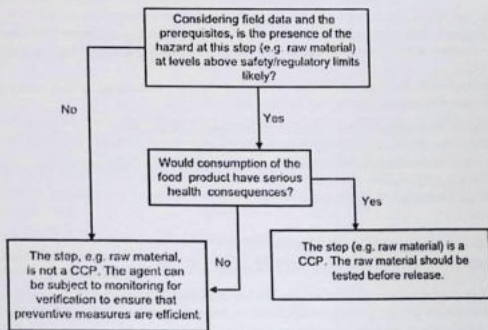 Considering field data and the
prerequisites, is the presence of the
hazard at this step (e.g. raw material)
at levels above safety/regulatory limits
likely?
No
Yes
Would consumption of the
food product have serious
health consequences?
Yes
No
The step, e.g. raw material,
is not a CCP. The agent can
be subject to monitoring for
verification to ensure that
preventive measures are efficient.
The step (e.g. raw material) is a
CCP. The raw material should be
tested before release.